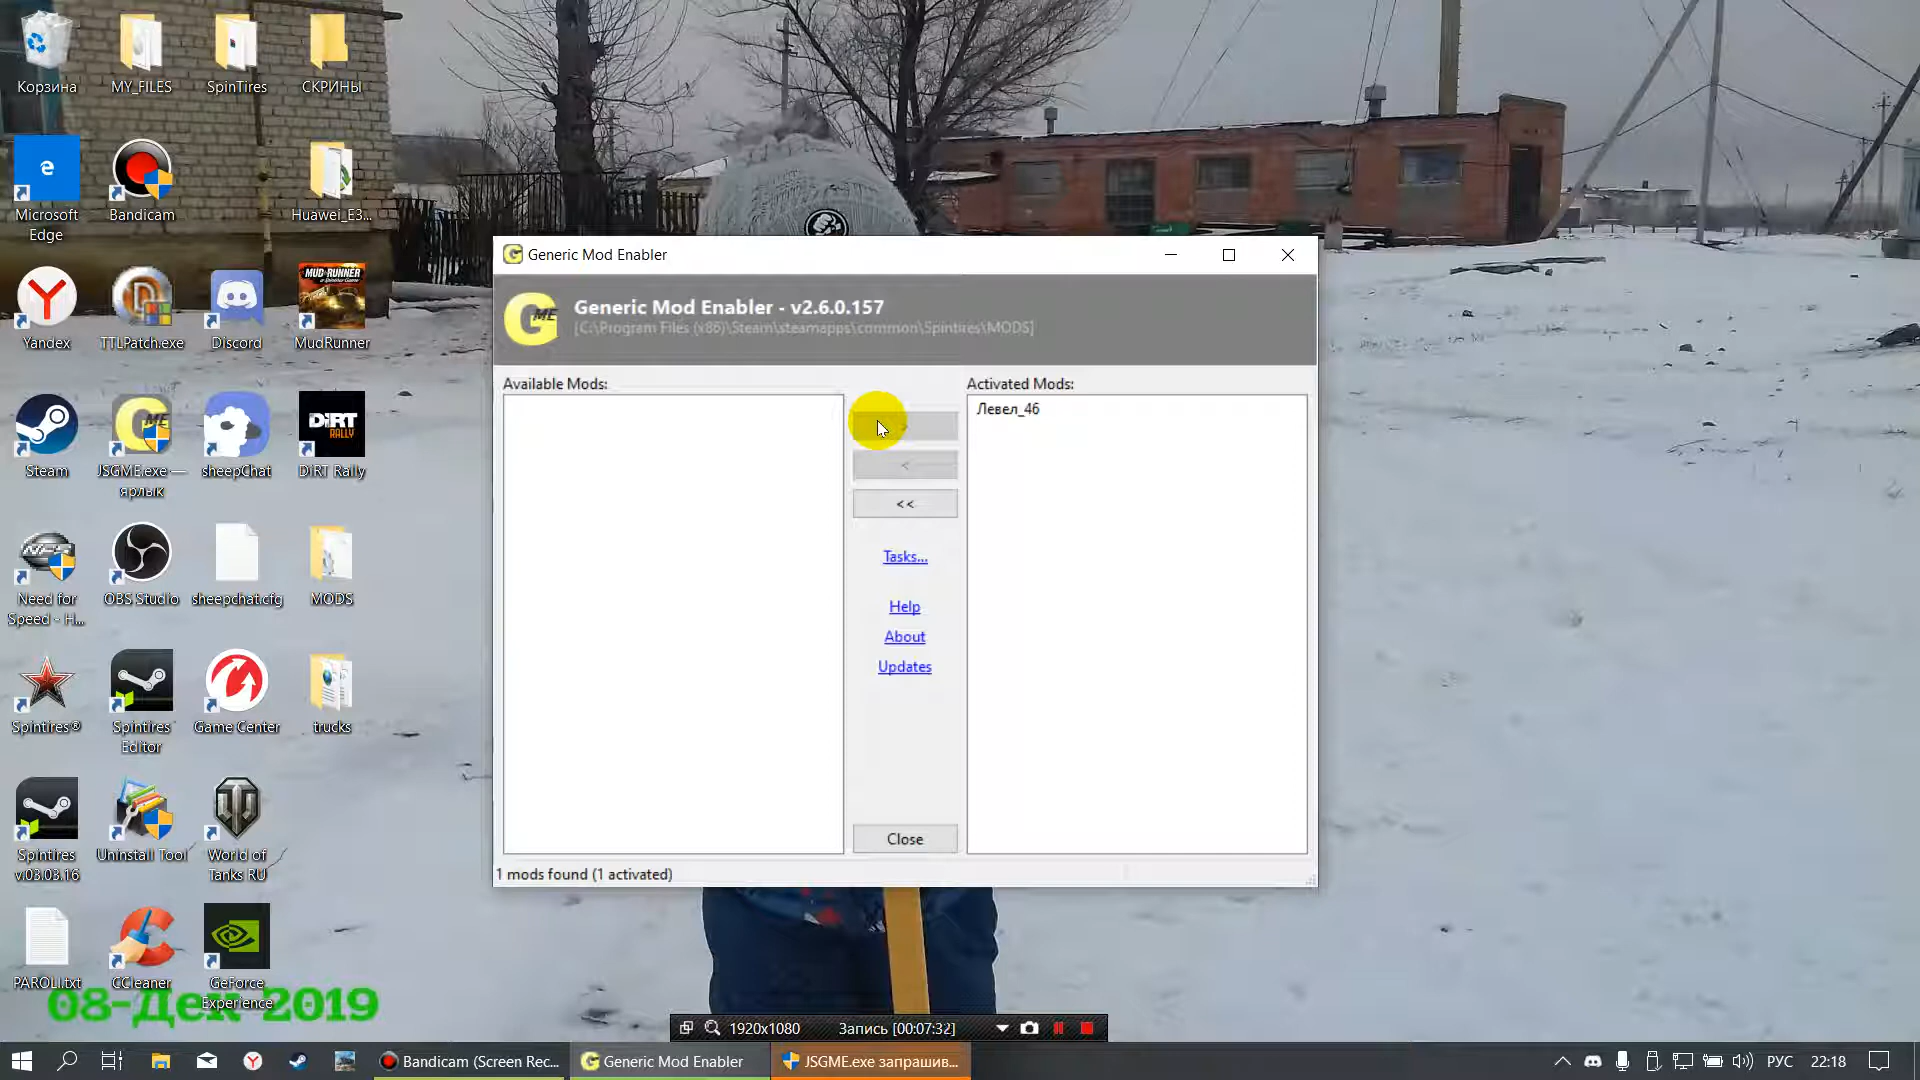 Корзина
MY_FILES
SpinTires
СКРИНЫ
Microsoft
Edge
Bandicam
Huawei_E3...
Yandex
TTLPatch.exe
Discord
MUDRUNNER
MudRunner
Steam
JSGME.exe —
ярлык
sheepChat
DiRT
RALLY
DiRT Rally
Need for
Speed - H...
OBS Studio
sheepchat.cfg
MODS
Spintires®
Spintires
Editor
Game Center
trucks
Spintires
v.03.03.16
Uninstall Tool
World of
Tanks RU
PAROLI.txt
CCleaner
GeForce
Experience
08-Дек-2019
Generic Mod Enabler
Generic Mod Enabler - v2.6.0.157
[C:\Program Files (x86)\Steam\steamapps\common\Spintires\MODS]
Available Mods:
Activated Mods:
Левел_46
<
<<
Tasks...
Help
About
Updates
Close
1 mods found (1 activated)
1920x1080
Запись [00:07:32]
Bandicam (Screen Rec...
Generic Mod Enabler
JSGME.exe запрашив...
РУС
22:18